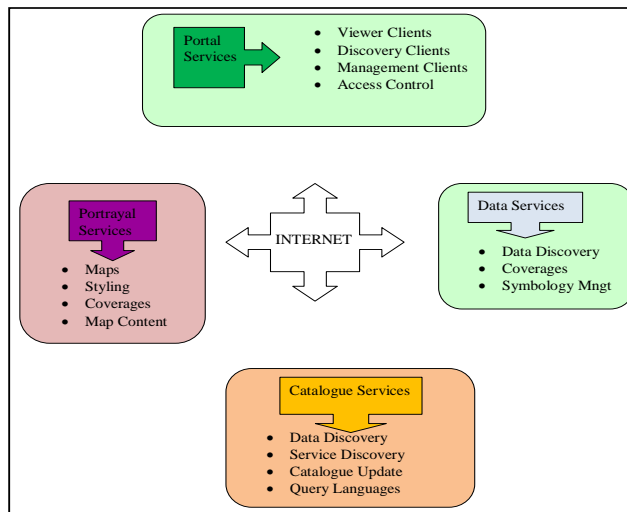 Portal
Services
• Viewer Clients
• Discovery Clients
• Management Clients
• Access Control
Portrayal
Services
• Maps
• Styling
• Coverages
• Map Content
INTERNET
Data Services
• Data Discovery
• Coverages
• Symbology Mngt
Catalogue Services
• Data Discovery
• Service Discovery
• Catalogue Update
• Query Languages